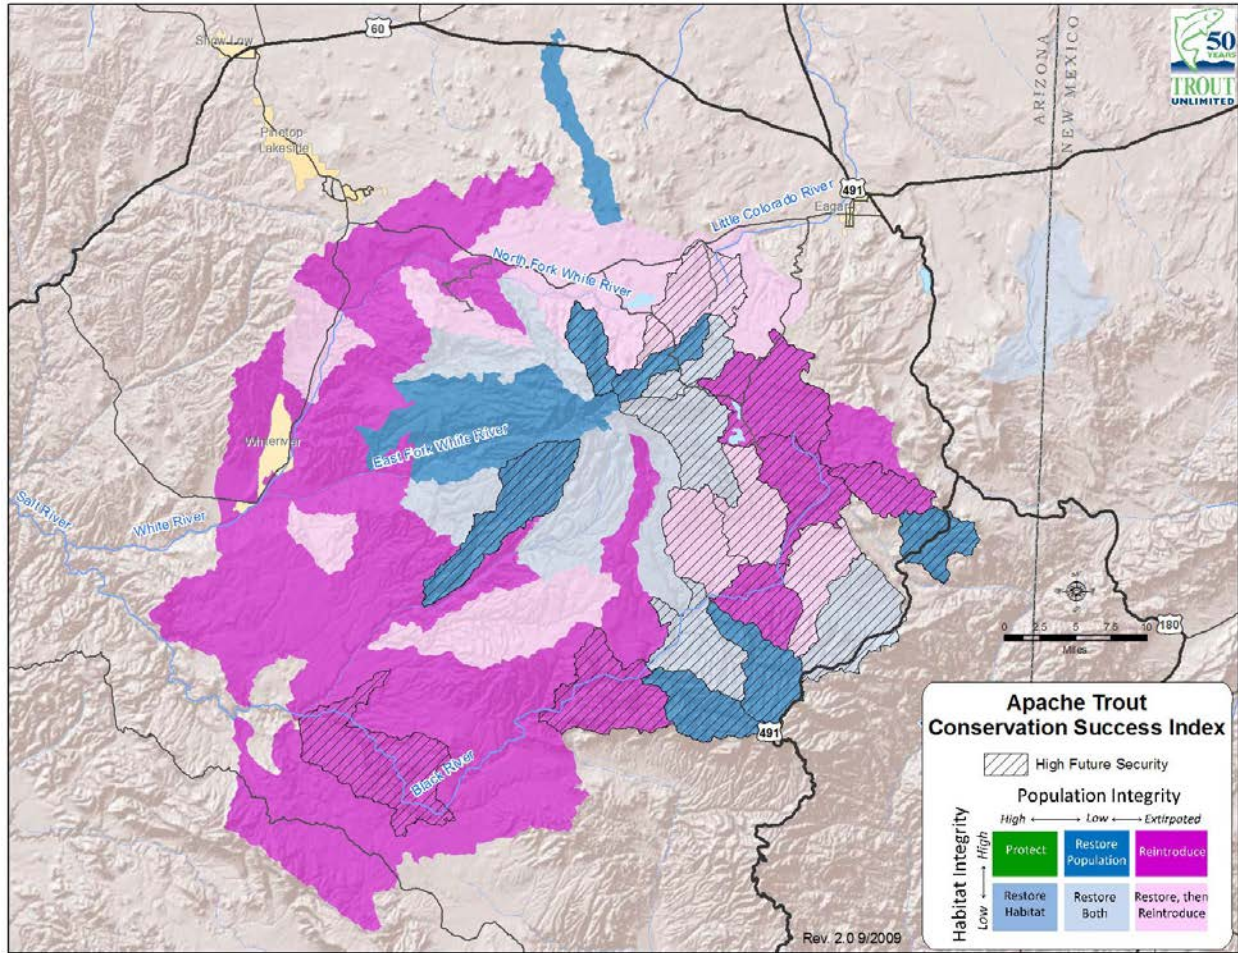 60
Show Low
Pinetop-
Lakeside
ARIZONA
NEW MEXICO
50
YEARS
TROUT
UNLIMITED
491
Eagar
Little Colorado River
North Fork White River
Whiteriver
East Fork White River
Salt River
White River
Black River
491
0 2.5 5 7.5 10
Miles
180
Apache Trout
Conservation Success Index
High Future Security
Population Integrity
High Low Extirpated
Habitat Integrity
High
Low
Protect
Restore
Population
Reintroduce
Restore
Habitat
Restore
Both
Restore, then
Reintroduce
Rev. 2.0 9/2009